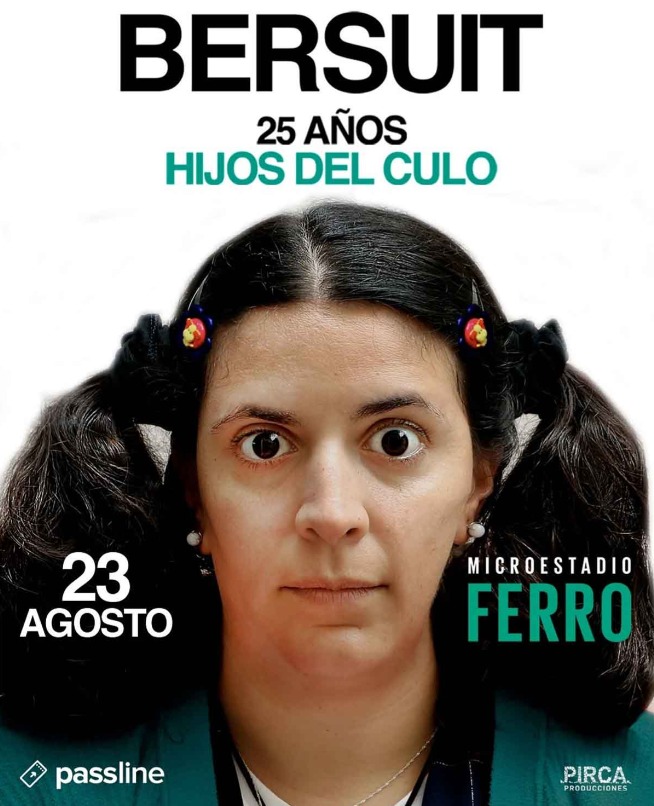 BERSUIT
25 AÑOS
HIJOS DEL CULO
23
AGOSTO
MICROESTADIO
FERRO
passline
PIRCA
PRODUCCIONES